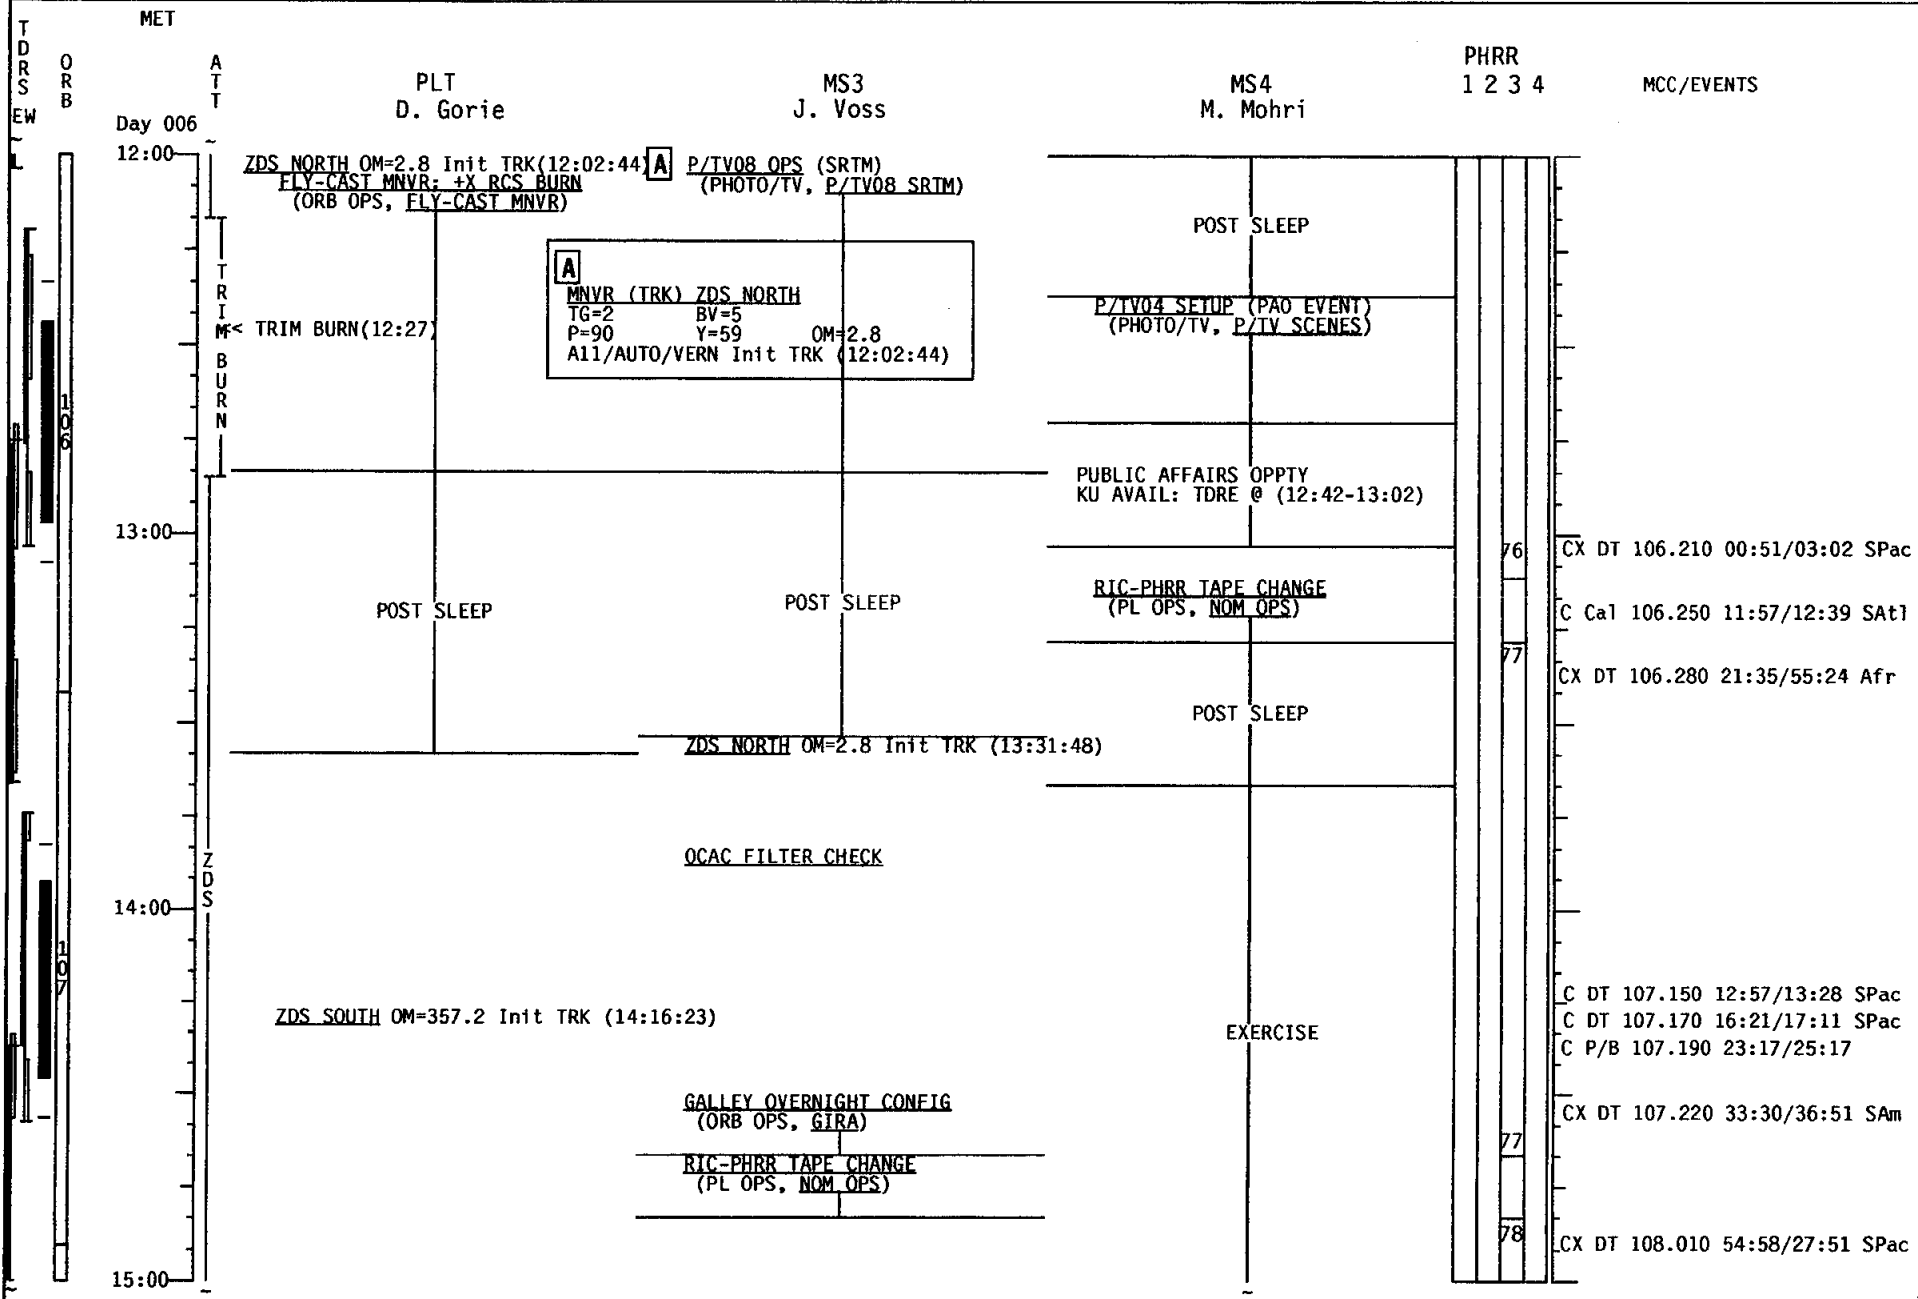 MET
TDRS
EW
ORB
ATT
PLT
D. Gorie
MS3
J. Voss
MS4
M. Mohri
PHRR
1 2 3 4
MCC/EVENTS
Day 006
12:00
ZDS NORTH OM=2.8 Init TRK(12:02:44)
FLY-CAST MNVR: +X RCS BURN
(ORB OPS, FLY-CAST MNVR)
A
P/TV08 OPS (SRTM)
(PHOTO/TV, P/TV08 SRTM)
POST SLEEP
TRIM BURN
<< TRIM BURN(12:27)
A
MNVR (TRK) ZDS NORTH
TG=2 BV=5
P=90 Y=59 OM=2.8
All/AUTO/VERN Init TRK (12:02:44)
P/TV04 SETUP (PAO EVENT)
(PHOTO/TV, P/TV SCENES)
106
PUBLIC AFFAIRS OPPTY
KU AVAIL: TDRE @ (12:42-13:02)
13:00
76
CX DT 106.210 00:51/03:02 SPac
POST SLEEP
POST SLEEP
RIC-PHRR TAPE CHANGE
(PL OPS, NOM OPS)
C Cal 106.250 11:57/12:39 SAtl
77
CX DT 106.280 21:35/55:24 Afr
POST SLEEP
ZDS NORTH OM=2.8 Init TRK (13:31:48)
OCAC FILTER CHECK
ZDS
14:00
107
ZDS SOUTH OM=357.2 Init TRK (14:16:23)
EXERCISE
C DT 107.150 12:57/13:28 SPac
C DT 107.170 16:21/17:11 SPac
C P/B 107.190 23:17/25:17
GALLEY OVERNIGHT CONFIG
(ORB OPS, GIRA)
CX DT 107.220 33:30/36:51 SAm
77
RIC-PHRR TAPE CHANGE
(PL OPS, NOM OPS)
78
CX DT 108.010 54:58/27:51 SPac
15:00